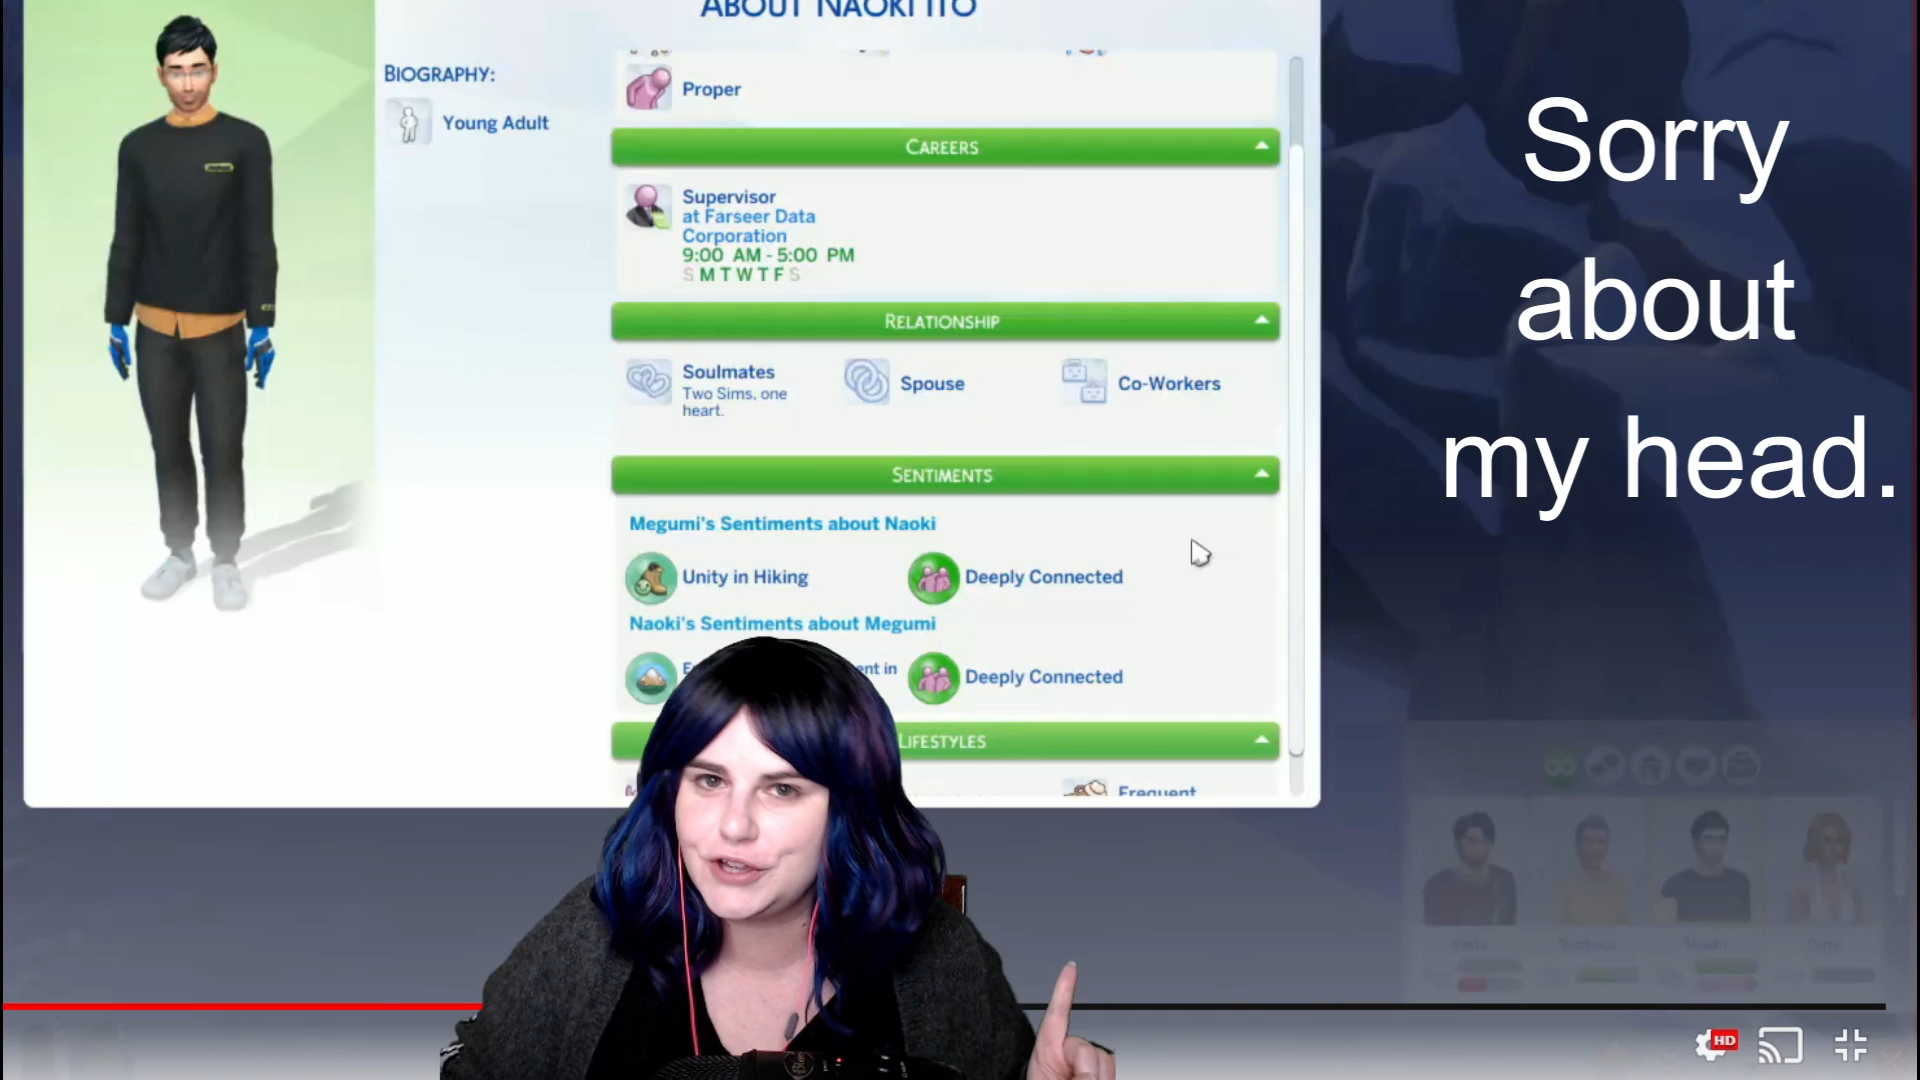 ABOUT NAOKI ITO
BIOGRAPHY:
Young Adult
Proper
CAREERS
Supervisor
at Farseer Data
Corporation
9:00 AM - 5:00 PM
S M T W T F S
RELATIONSHIP
Soulmates
Two Sims, one
heart.
Spouse
Co-Workers
SENTIMENTS
Megumi's Sentiments about Naoki
Unity in Hiking
Deeply Connected
Naoki's Sentiments about Megumi
in
Deeply Connected
LIFESTYLES
Frequent
Sorry
about
my head.
HD